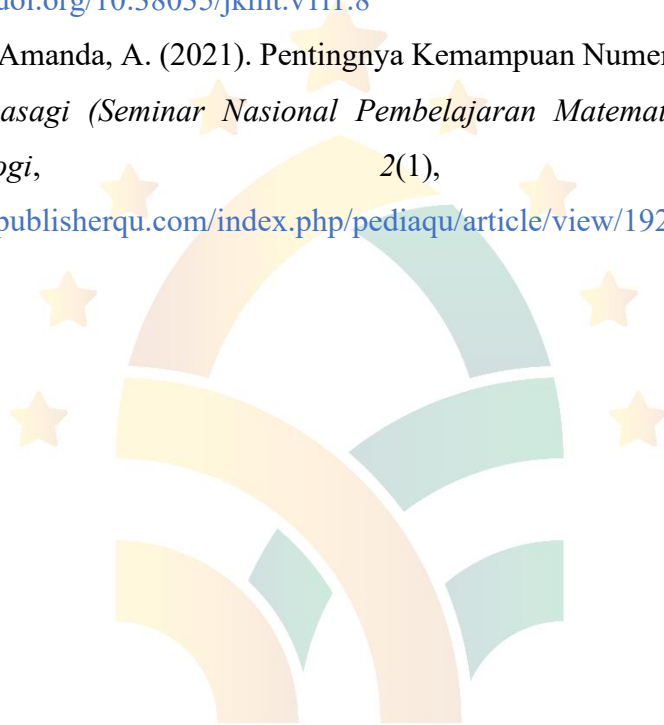 doi.org/10.38035/jkmt.v1i1.8
Amanda, A. (2021). Pentingnya Kemampuan Numer
asagi (Seminar Nasional Pembelajaran Matemat
ogi, 2(1),
publisherqu.com/index.php/pediaqu/article/view/192